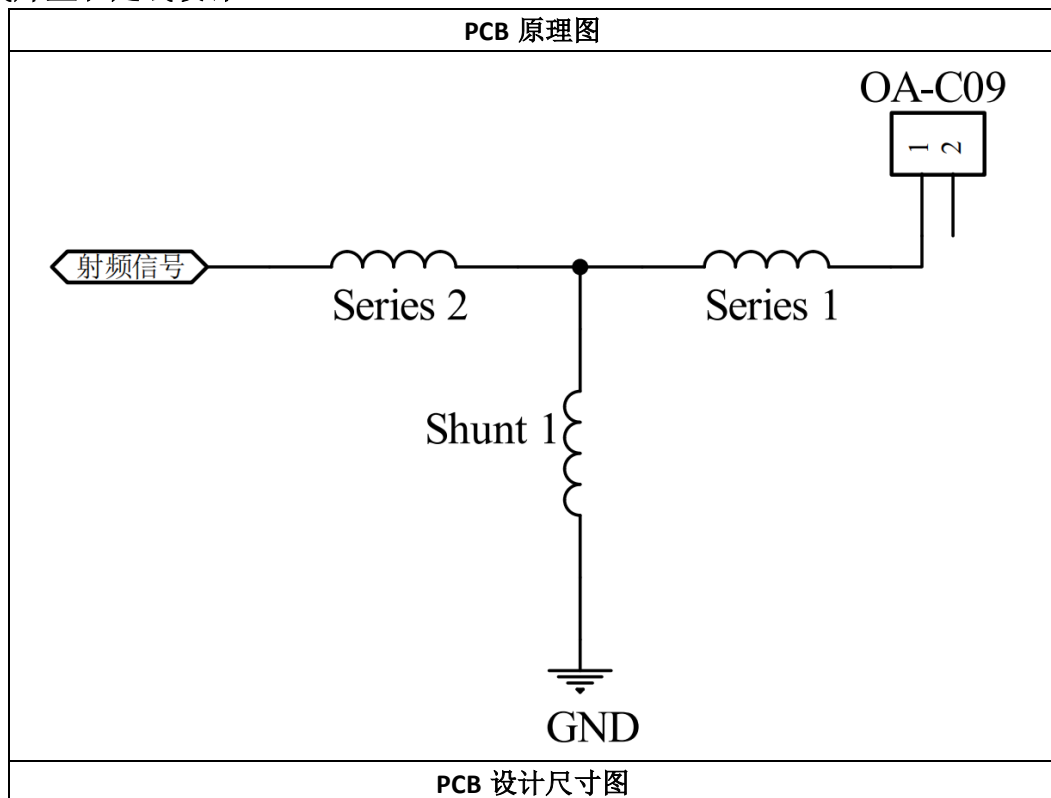 PCB 原理图
OA-C09
1 2
射频信号
Series 2
Series 1
Shunt 1
GND
PCB 设计尺寸图